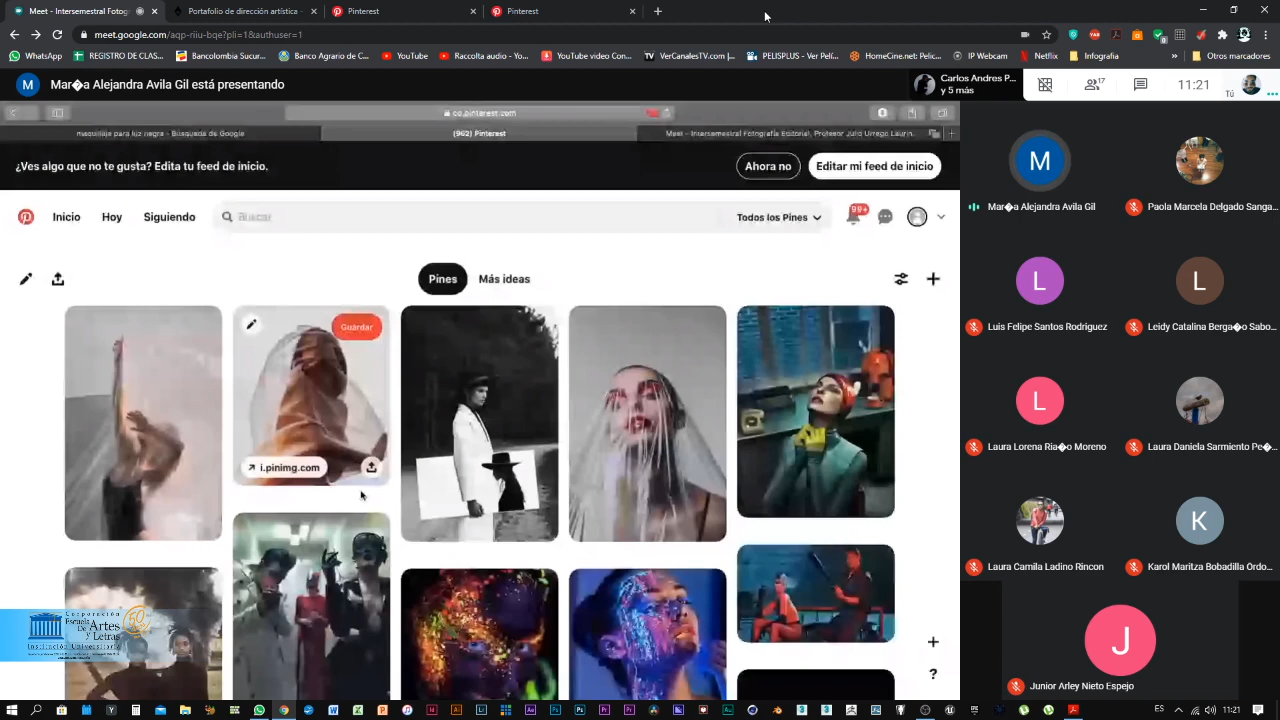 Meet - Intersemestral Fotog
Portafolio de dirección artística -
Pinterest
Pinterest
meet.google.com/aqp-riiu-bqe?pli=1&authuser=1
WhatsApp
REGISTRO DE CLAS...
Bancolombia Sucur...
Banco Agrario de C...
YouTube
Raccolta audio - Yo...
YouTube video Con...
VerCanalesTV.com |...
PELISPLUS - Ver Pelí...
HomeCine.net: Pelic...
IP Webcam
Netflix
Infografia
»
Otros marcadores
M
Mar�a Alejandra Avila Gil está presentando
Carlos Andres P...
y 5 más
17
11:21
Tú
co.pinterest.com
maquillaje para luz negra - Búsqueda de Google
(962) Pinterest
Meet – Intersemestral Fotografía Editorial, Profesor Julio Urrego Laurin...
¿Ves algo que no te gusta? Edita tu feed de inicio.
Ahora no
Editar mi feed de inicio
Inicio
Hoy
Siguiendo
Buscar
Todos los Pines
99+
Pines
Más ideas
Guardar
i.pinimg.com
M
Mar�a Alejandra Avila Gil
Paola Marcela Delgado Sanga...
L
Luis Felipe Santos Rodriguez
L
Leidy Catalina Berga�o Sabo...
L
Laura Lorena Ria�o Moreno
Laura Daniela Sarmiento Pe�...
Laura Camila Ladino Rincon
K
Karol Maritza Bobadilla Ordo...
J
Junior Arley Nieto Espejo
Corporación
Escuela
De Artes
y Letras
Institución Universitaria
50
+
?
ES
11:21